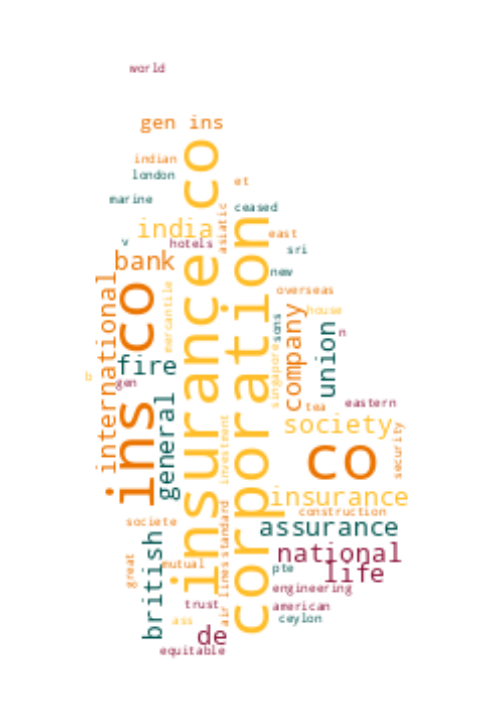 world
gen ins
indian
london
marine
insurance co
et
ceased
asiatic
india
hotels
v
east
sri
bank
new
overseas
international
ins co
mercantile
corporation
house
company
sons
singapore
union
n
fire
b
gen
general
tea
eastern
society
security
investment
co
insurance
construction
standard
societe
assurance
national
life
british
great
mutual
air lines
pte
engineering
trust
american
ass
ceylon
de
equitable